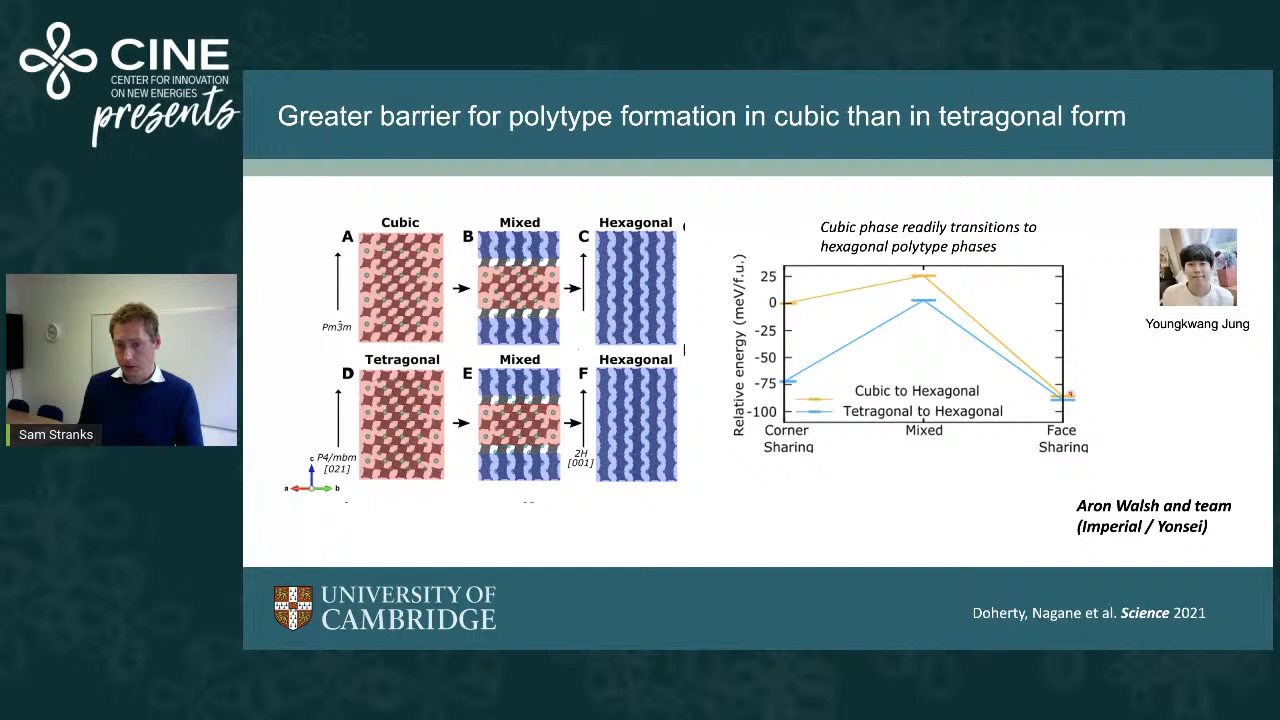 CINE
CENTER FOR INNOVATION
ON NEW ENERGIES
presents
Greater barrier for polytype formation in cubic than in tetragonal form
Cubic
Mixed
Hexagonal
A
B
C
Pm3̄m
Tetragonal
Mixed
Hexagonal
D
E
F
P4/mbm
[021]
2H
[001]
c
a
b
Cubic phase readily transitions to
hexagonal polytype phases
Relative energy (meV/f.u.)
25
0
-25
-50
-75
-100
Cubic to Hexagonal
Tetragonal to Hexagonal
Corner
Sharing
Mixed
Face
Sharing
Youngkwang Jung
Aron Walsh and team
(Imperial / Yonsei)
Sam Stranks
UNIVERSITY OF
CAMBRIDGE
Doherty, Nagane et al. Science 2021